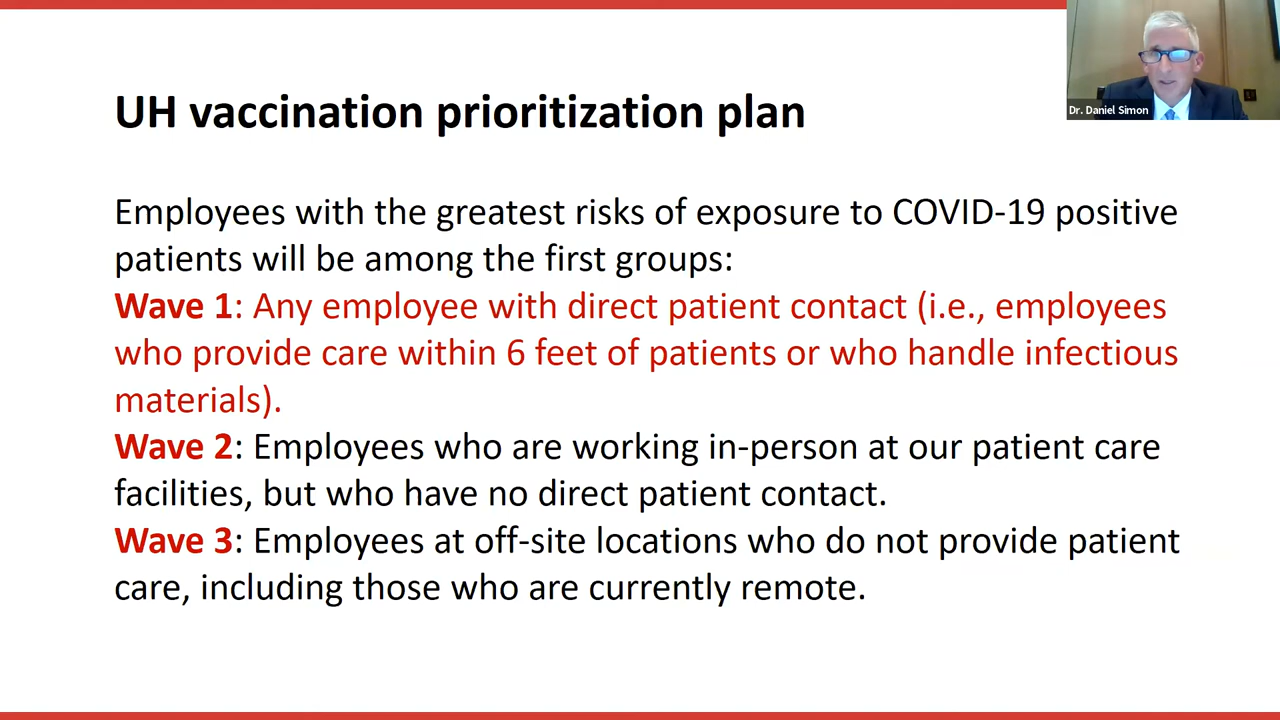 UH vaccination prioritization plan
Dr. Daniel Simon
Employees with the greatest risks of exposure to COVID-19 positive
patients will be among the first groups:
Wave 1: Any employee with direct patient contact (i.e., employees
who provide care within 6 feet of patients or who handle infectious
materials).
Wave 2: Employees who are working in-person at our patient care
facilities, but who have no direct patient contact.
Wave 3: Employees at off-site locations who do not provide patient
care, including those who are currently remote.